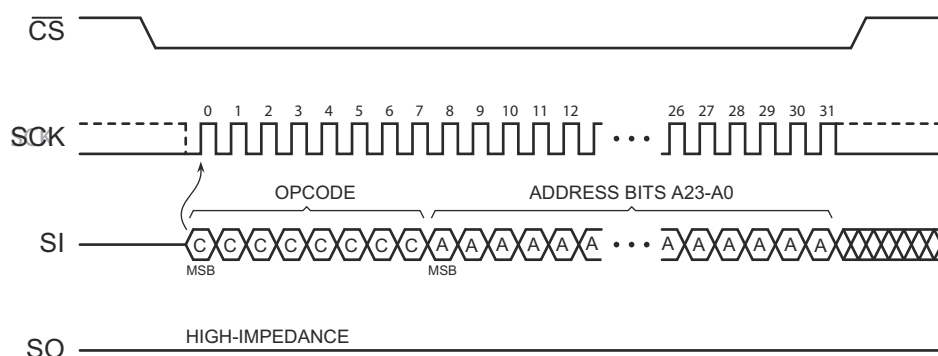 CS
0 1 2 3 4 5 6 7 8 9 10 11 12 26 27 28 29 30 31
SCK
OPCODE ADDRESS BITS A23-A0
SI C C C C C C C C A A A A A A A A A A A A
MSB MSB
HIGH-IMPEDANCE
SO